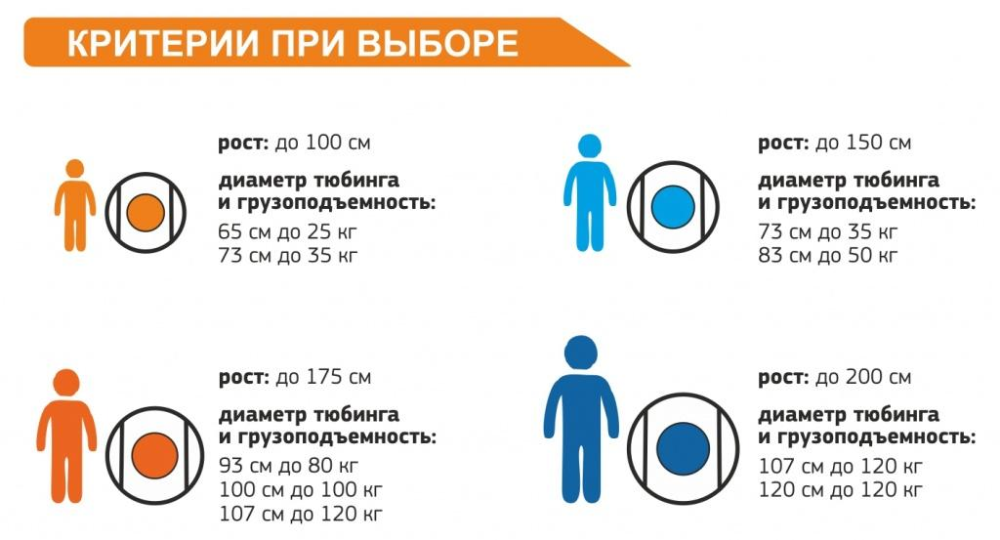 КРИТЕРИИ ПРИ ВЫБОРЕ
рост: до 100 см
диаметр тюбинга
и грузоподъемность:
65 см до 25 кг
73 см до 35 кг
рост: до 150 см
диаметр тюбинга
и грузоподъемность:
73 см до 35 кг
83 см до 50 кг
рост: до 175 см
диаметр тюбинга
и грузоподъемность:
93 см до 80 кг
100 см до 100 кг
107 см до 120 кг
рост: до 200 см
диаметр тюбинга
и грузоподъемность:
107 см до 120 кг
120 см до 120 кг